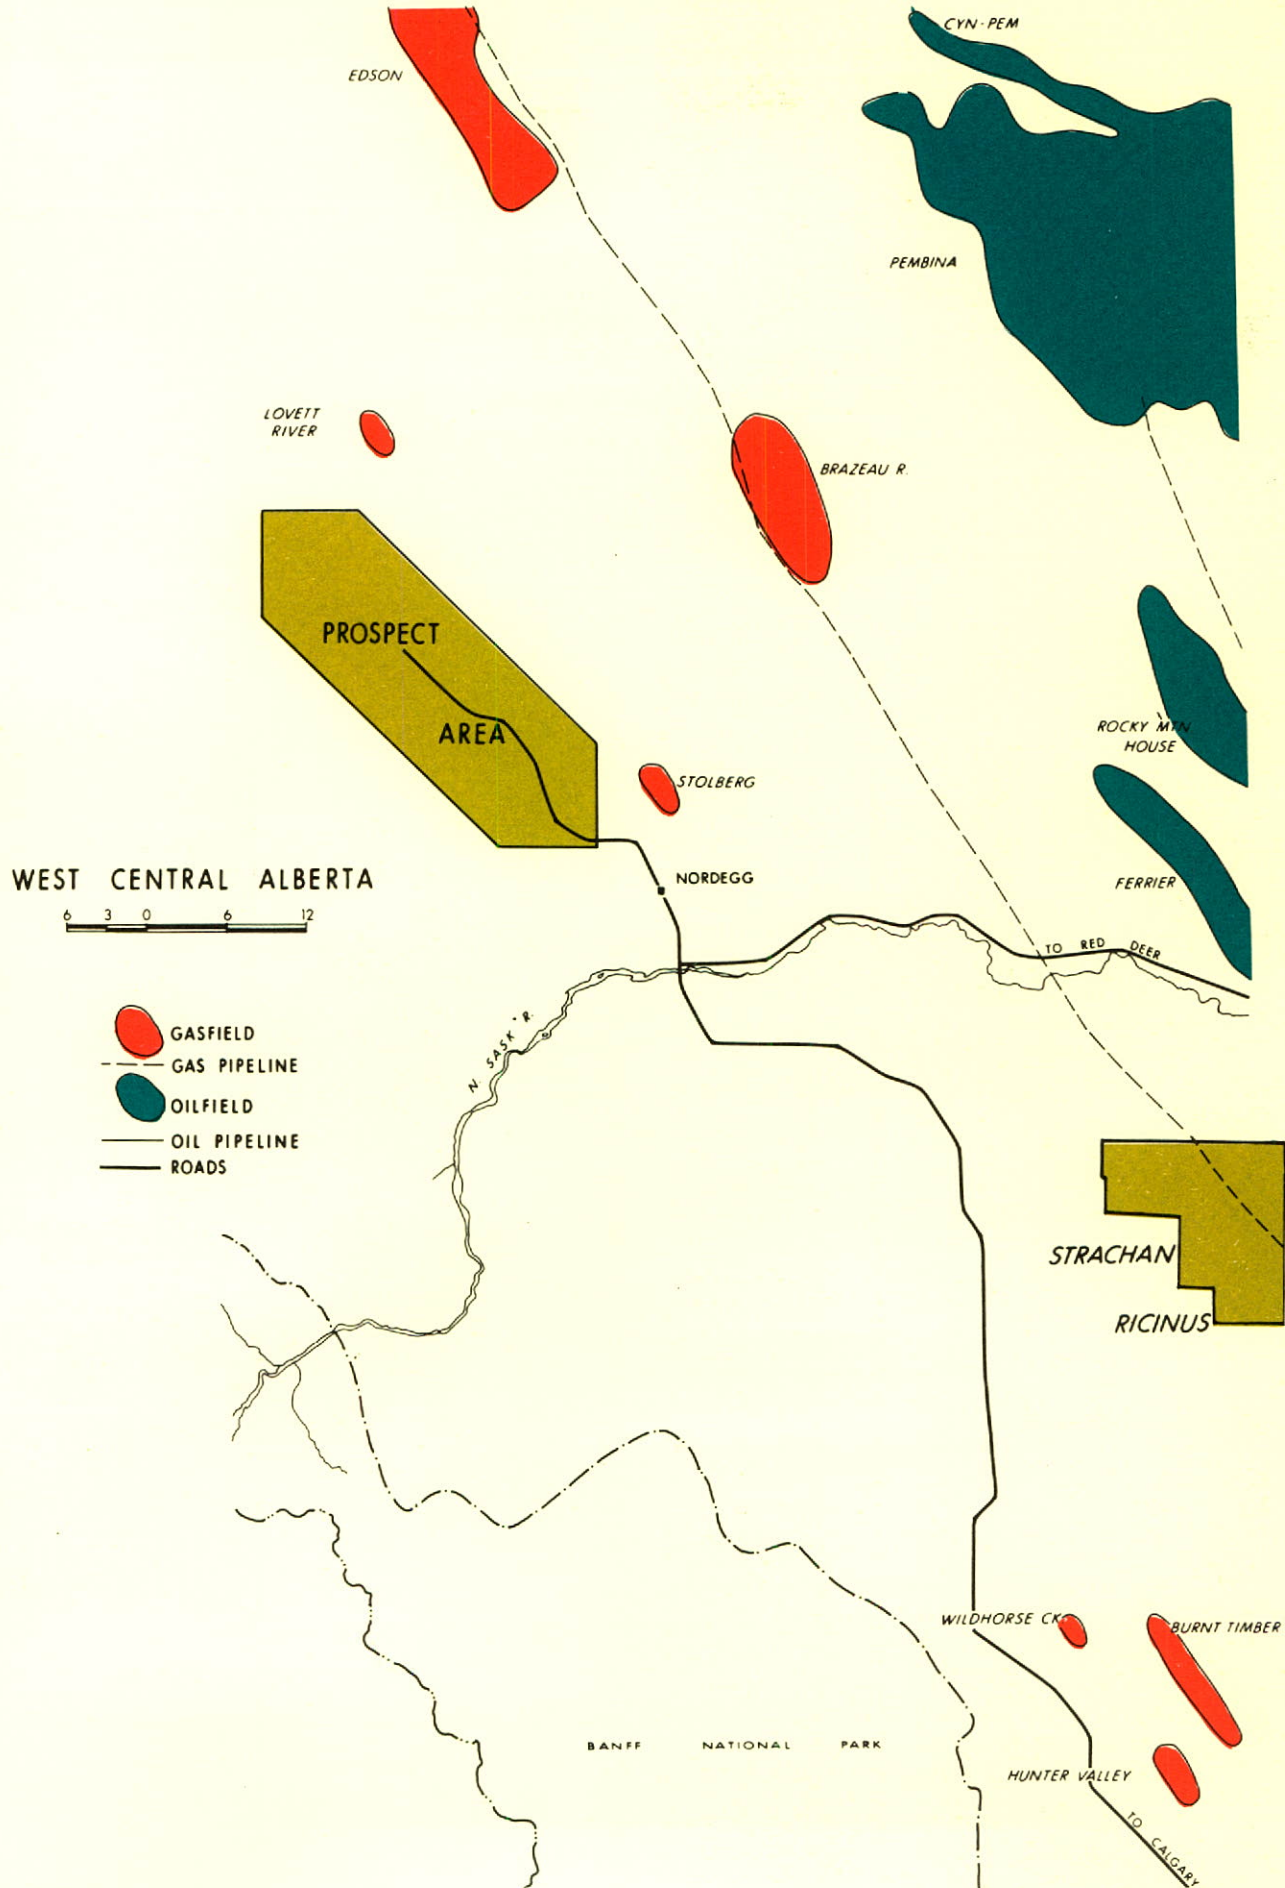 CYN-PEM
EDSON
PEMBINA
LOVETT
RIVER
BRAZEAU R.
PROSPECT
AREA
ROCKY MTN
HOUSE
STOLBERG
NORDEGG
FERRIER
WEST CENTRAL ALBERTA
6 3 0 6 12
TO RED DEER
N. SASK. R.
GASFIELD
GAS PIPELINE
OILFIELD
OIL PIPELINE
ROADS
STRACHAN
RICINUS
WILDHORSE CK.
BURNT TIMBER
BANFF NATIONAL PARK
HUNTER VALLEY
TO CALGARY